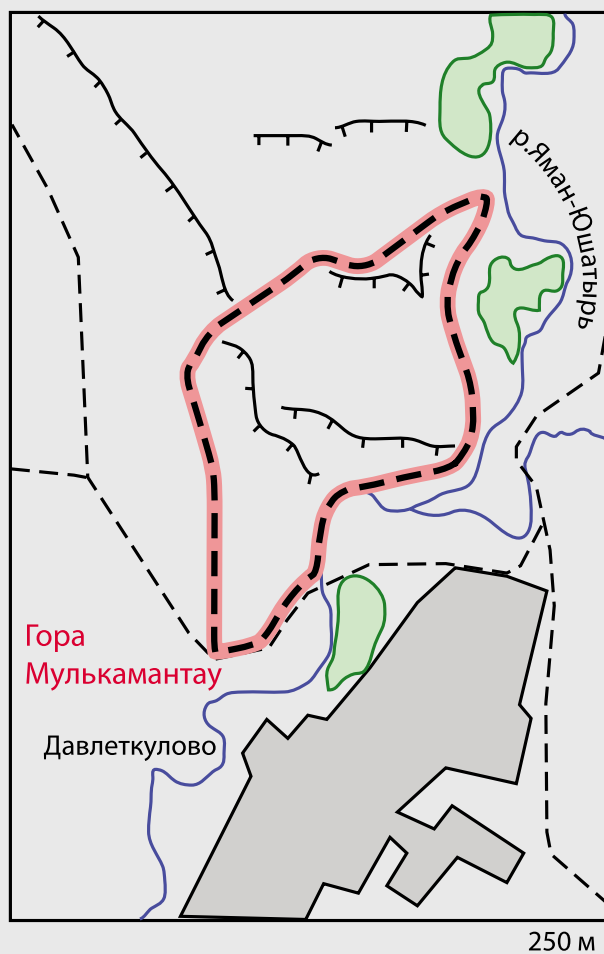 р.Яман-Юшатырь
Гора
Мулькамантау
Давлеткулово
250 м